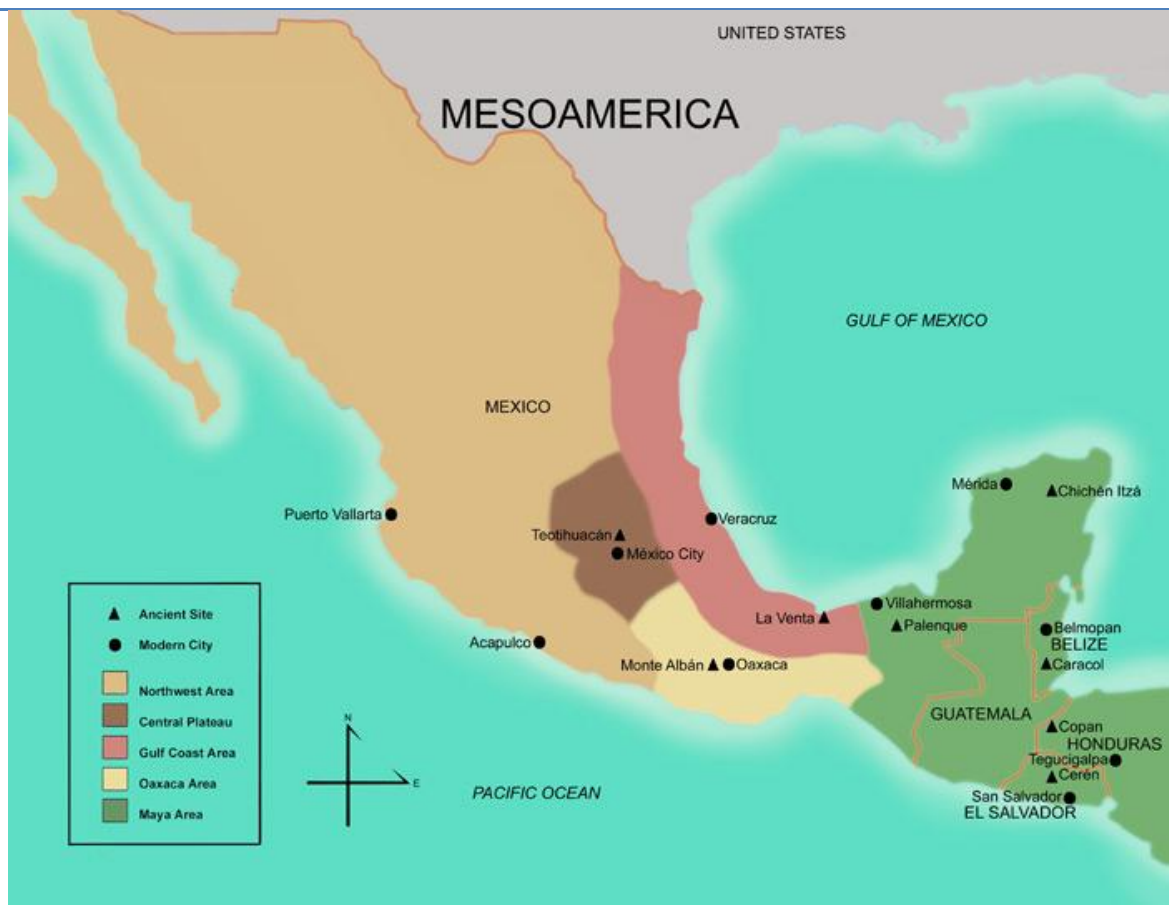 UNITED STATES
MESOAMERICA
GULF OF MEXICO
MEXICO
Mérida
Chichén Itzá
Puerto Vallarta
Veracruz
Teotihuacán
México City
Villahermosa
La Venta
Palenque
Belmopan
BELIZE
Acapulco
Monte Albán
Oaxaca
Caracol
GUATEMALA
Copan
HONDURAS
Tegucigalpa
Cerén
San Salvador
EL SALVADOR
PACIFIC OCEAN
N
E
Ancient Site
Modern City
Northwest Area
Central Plateau
Gulf Coast Area
Oaxaca Area
Maya Area